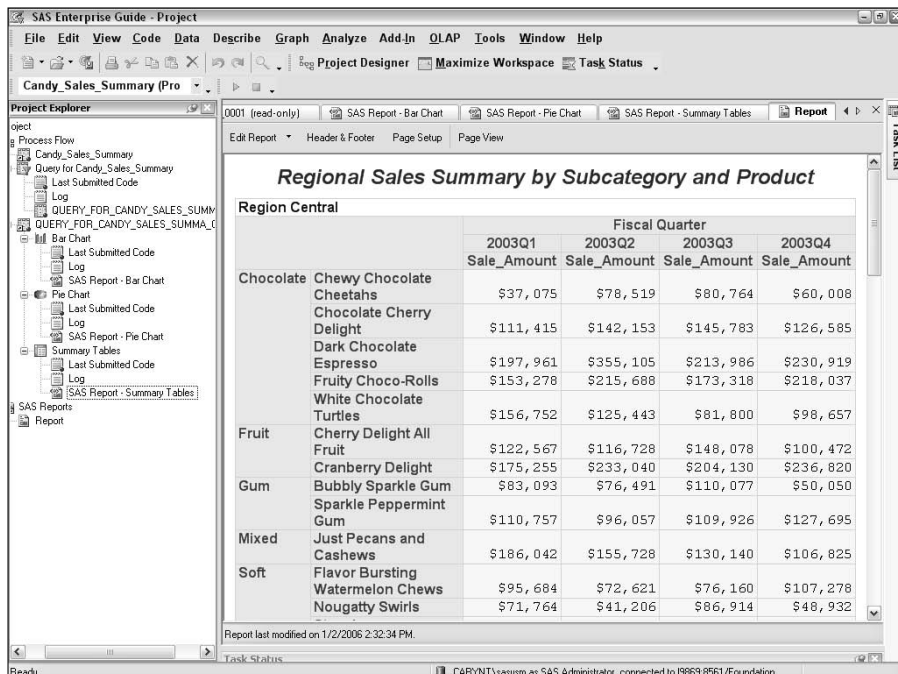 SAS Enterprise Guide - Project
File Edit View Code Data Describe Graph Analyze Add-In OLAP Tools Window Help
Project Designer Maximize Workspace Task Status
Candy_Sales_Summary (Pro
Project Explorer
0001 (read-only) SAS Report - Bar Chart SAS Report - Pie Chart SAS Report - Summary Tables Report
Task List
Edit Report Header & Footer Page Setup Page View
oject
Process Flow
Candy_Sales_Summary
Query for Candy_Sales_Summary
Last Submitted Code
Log
QUERY_FOR_CANDY_SALES_SUMM
QUERY_FOR_CANDY_SALES_SUMMA_0
Bar Chart
Last Submitted Code
Log
SAS Report - Bar Chart
Pie Chart
Last Submitted Code
Log
SAS Report - Pie Chart
Summary Tables
Last Submitted Code
Log
SAS Report - Summary Tables
SAS Reports
Report
Regional Sales Summary by Subcategory and Product
Region Central
Fiscal Quarter
2003Q1 2003Q2 2003Q3 2003Q4
Sale_Amount Sale_Amount Sale_Amount Sale_Amount
Chocolate Chewy Chocolate
Cheetahs $37,075 $78,519 $80,764 $60,008
Chocolate Cherry
Delight $111,415 $142,153 $145,783 $126,585
Dark Chocolate
Espresso $197,961 $355,105 $213,986 $230,919
Fruity Choco-Rolls $153,278 $215,688 $173,318 $218,037
White Chocolate
Turtles $156,752 $125,443 $81,800 $98,657
Fruit Cherry Delight All
Fruit $122,567 $116,728 $148,078 $100,472
Cranberry Delight $175,255 $233,040 $204,130 $236,820
Gum Bubbly Sparkle Gum $83,093 $76,491 $110,077 $50,050
Sparkle Peppermint
Gum $110,757 $96,057 $109,926 $127,695
Mixed Just Pecans and
Cashews $186,042 $155,728 $130,140 $106,825
Soft Flavor Bursting
Watermelon Chews $95,684 $72,621 $76,160 $107,278
Nougatty Swirls $71,764 $41,206 $86,914 $48,932
Report last modified on 1/2/2006 2:32:34 PM.
Task Status
Ready
CARYNT\sasusm as SAS Administrator, connected to l9869:8561/Foundation